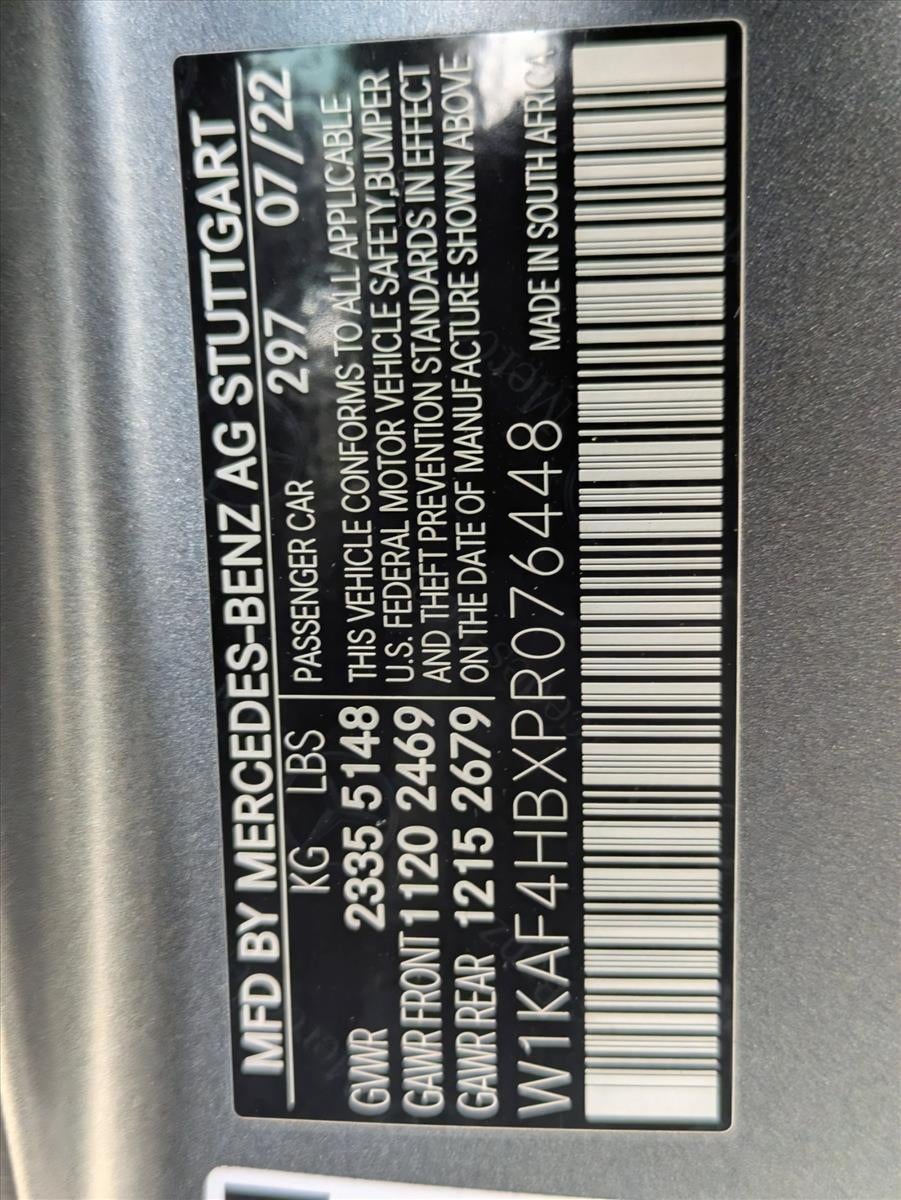 MFD BY MERCEDES-BENZ AG STUTTGART
KG LBS PASSENGER CAR 297 07/22
GVWR 2335 5148 THIS VEHICLE CONFORMS TO ALL APPLICABLE
GAWR FRONT 1120 2469 U.S. FEDERAL MOTOR VEHICLE SAFETY,BUMPER
GAWR REAR 1215 2679 AND THEFT PREVENTION STANDARDS IN EFFECT
ON THE DATE OF MANUFACTURE SHOWN ABOVE
W1KAF4HBXPR076448 MADE IN SOUTH AFRICA